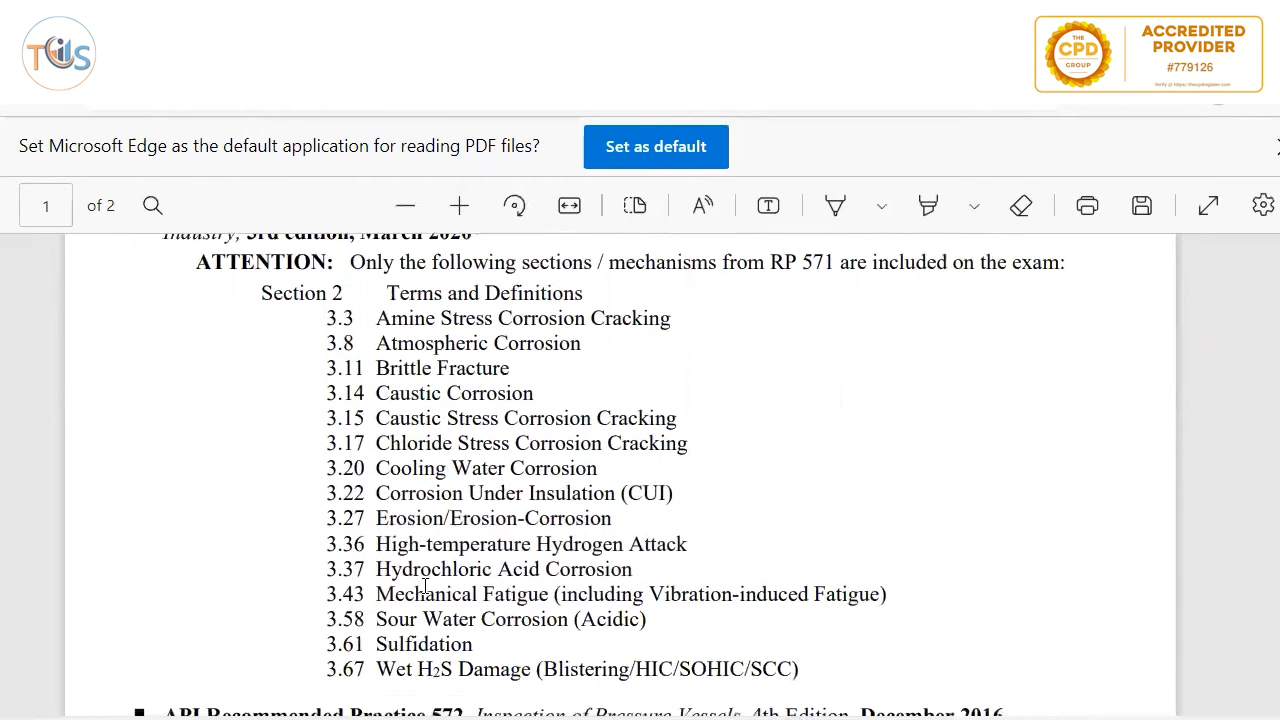 TCILS
THE
CPD
GROUP
ACCREDITED
PROVIDER
#779126
Verify @ https://thecpdregister.com
Set Microsoft Edge as the default application for reading PDF files?
Set as default
1 of 2
Industry, 3rd edition, March 2020
ATTENTION: Only the following sections / mechanisms from RP 571 are included on the exam:
Section 2 Terms and Definitions
3.3 Amine Stress Corrosion Cracking
3.8 Atmospheric Corrosion
3.11 Brittle Fracture
3.14 Caustic Corrosion
3.15 Caustic Stress Corrosion Cracking
3.17 Chloride Stress Corrosion Cracking
3.20 Cooling Water Corrosion
3.22 Corrosion Under Insulation (CUI)
3.27 Erosion/Erosion-Corrosion
3.36 High-temperature Hydrogen Attack
3.37 Hydrochloric Acid Corrosion
3.43 Mechanical Fatigue (including Vibration-induced Fatigue)
3.58 Sour Water Corrosion (Acidic)
3.61 Sulfidation
3.67 Wet H₂S Damage (Blistering/HIC/SOHIC/SCC)
■ API Recommended Practice 572, Inspection of Pressure Vessels, 4th Edition, December 2016